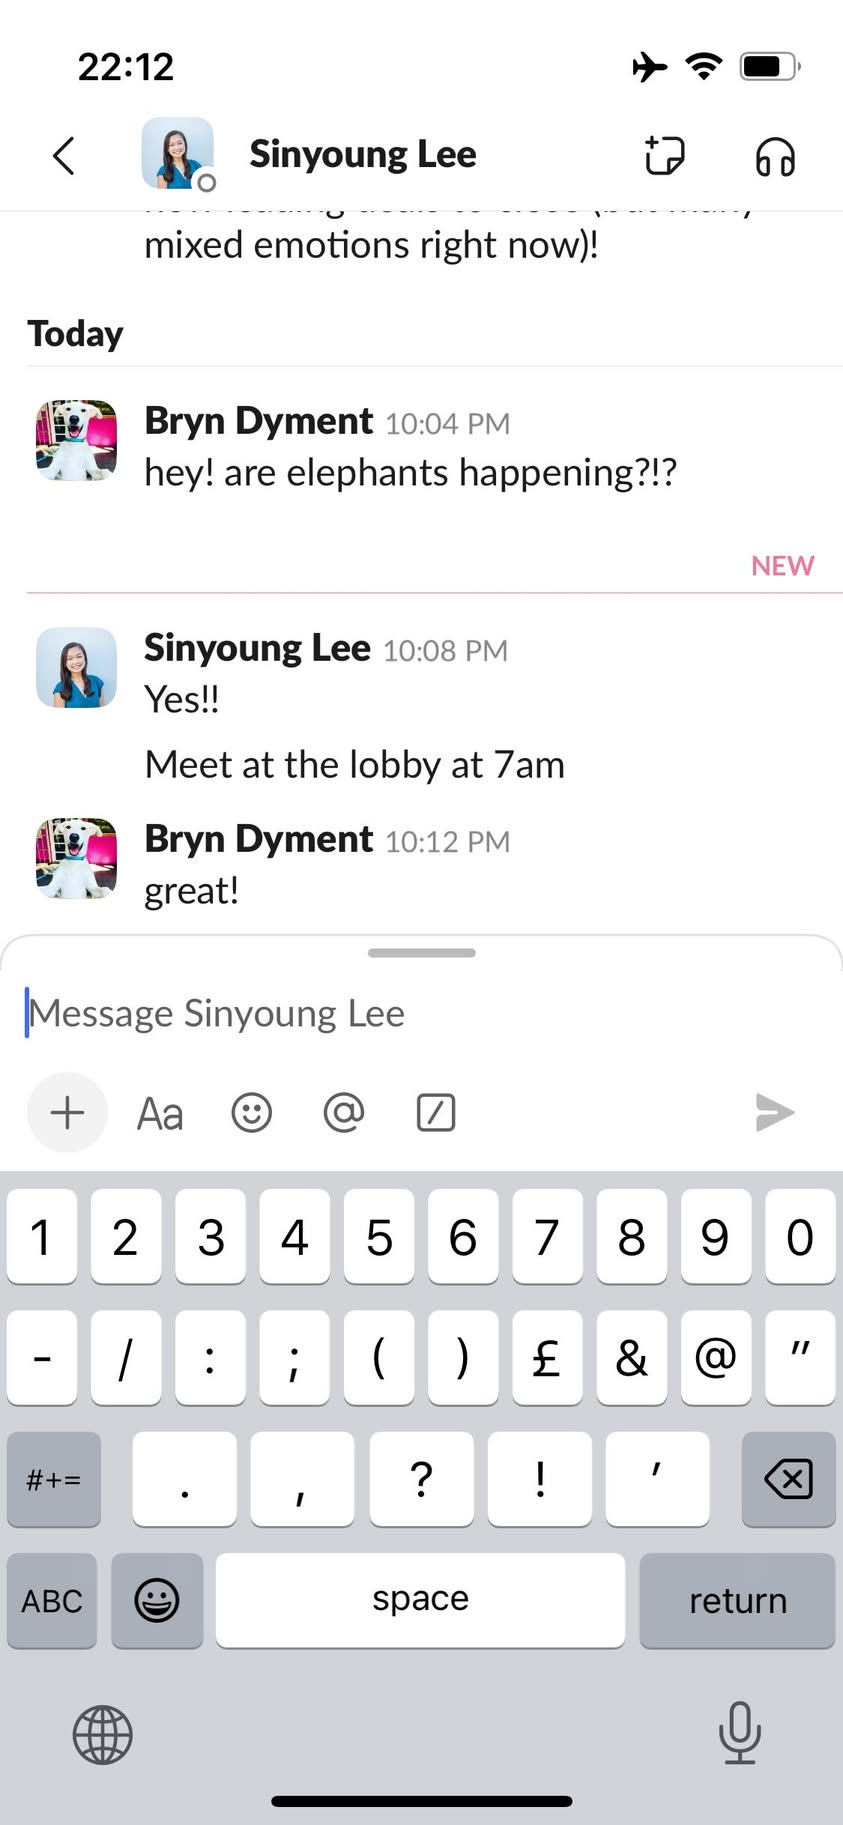 22:12
Sinyoung Lee
mixed emotions right now)!
Today
Bryn Dyment 10:04 PM
hey! are elephants happening?!?
NEW
Sinyoung Lee 10:08 PM
Yes!!
Meet at the lobby at 7am
Bryn Dyment 10:12 PM
great!
Message Sinyoung Lee
Aa @ /
1 2 3 4 5 6 7 8 9 0
- / : ; ( ) £ & @ "
#+= . , ? ! '
ABC space return